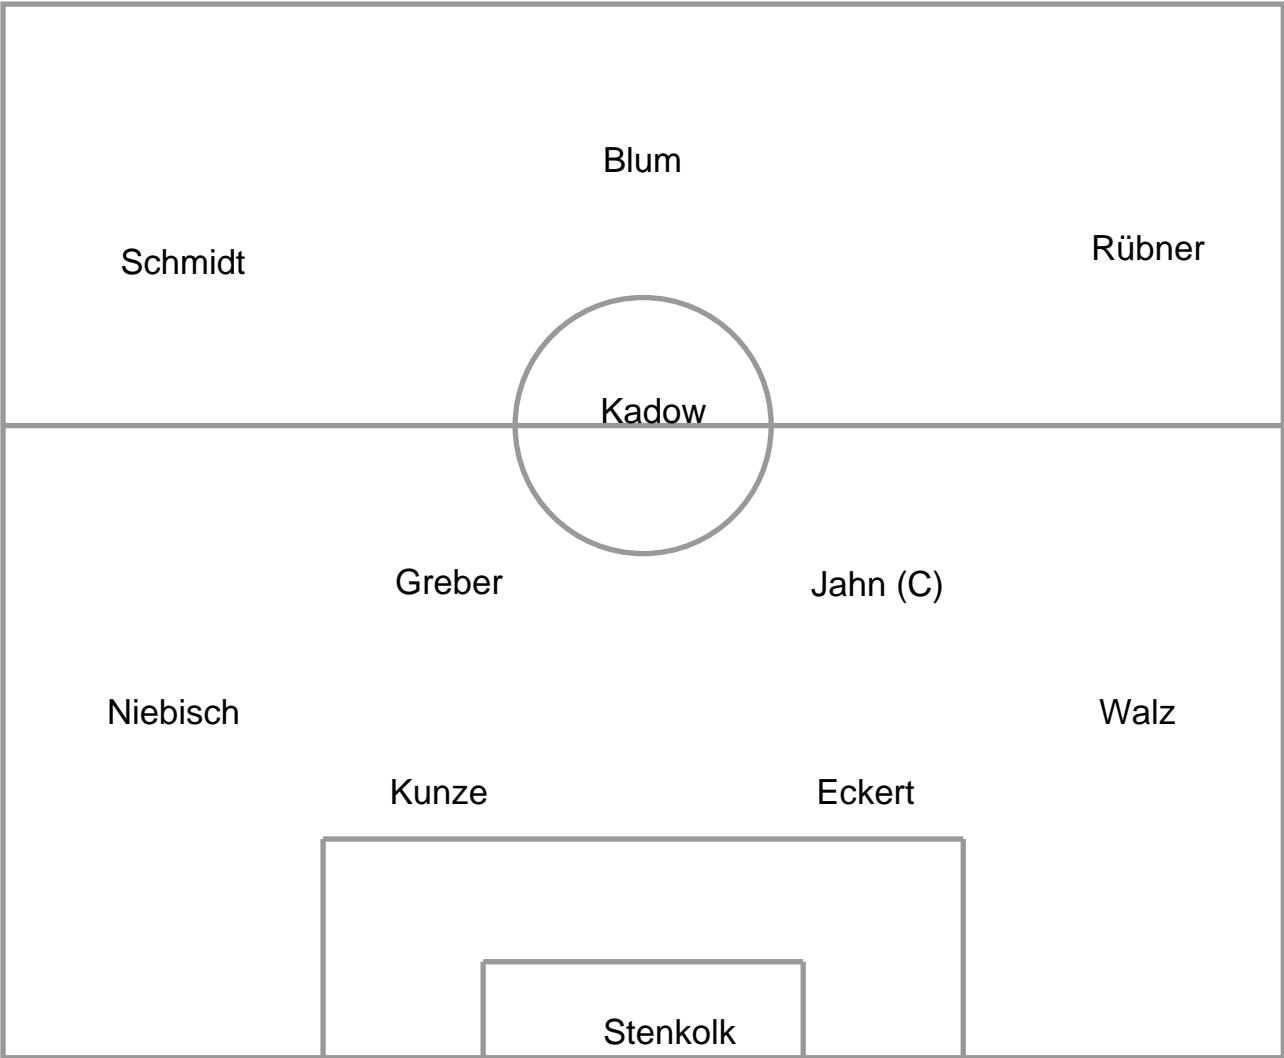 Blum
Schmidt
Rübner
Kadow
Greber
Jahn (C)
Niebisch
Walz
Kunze
Eckert
Stenkolk